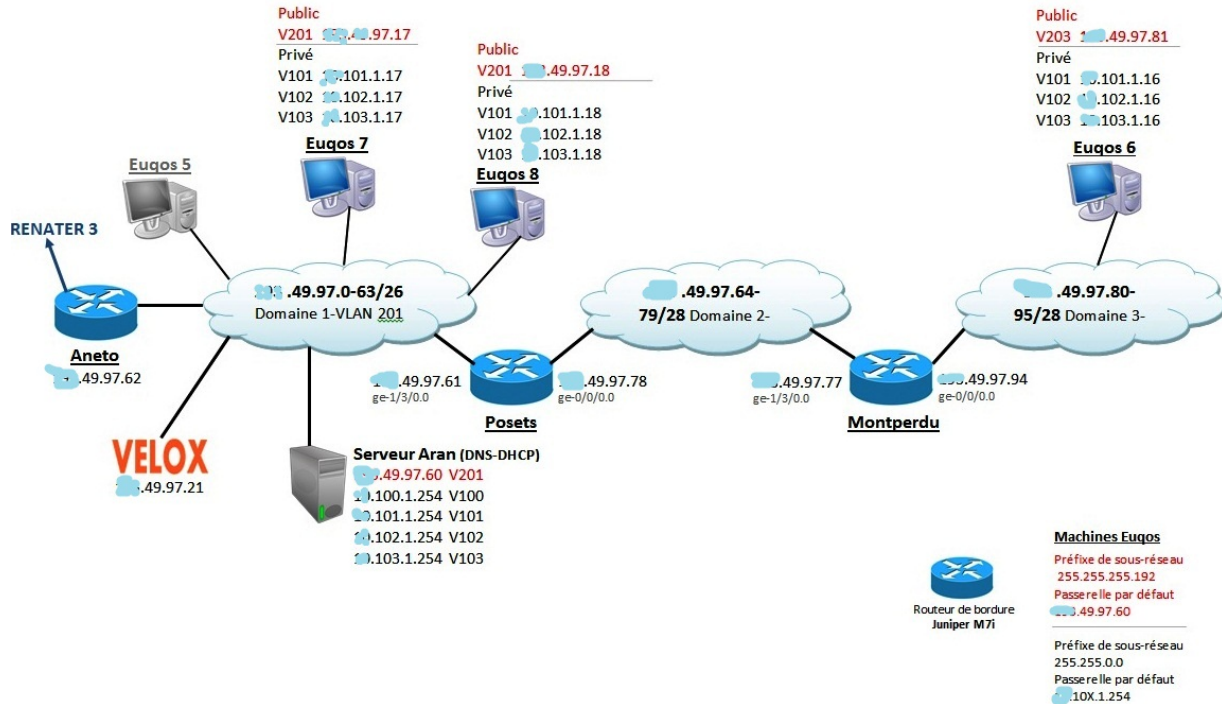 Public
V201 .49.97.17
Privé
V101 .101.1.17
V102 .102.1.17
V103 .103.1.17
Euqos 7
Public
V201 .49.97.18
Privé
V101 .101.1.18
V102 .102.1.18
V103 .103.1.18
Euqos 8
Public
V203 .49.97.81
Privé
V101 .101.1.16
V102 .102.1.16
V103 .103.1.16
Euqos 6
Euqos 5
RENATER 3
Aneto
.49.97.62
.49.97.0-63/26
Domaine 1-VLAN 201
.49.97.64-
79/28 Domaine 2-
.49.97.80-
95/28 Domaine 3-
.49.97.61
ge-1/3/0.0
.49.97.78
ge-0/0/0.0
Posets
.49.97.77
ge-1/3/0.0
.49.97.94
ge-0/0/0.0
Montperdu
VELOX
.49.97.21
Serveur Aran (DNS-DHCP)
.49.97.60 V201
.100.1.254 V100
.101.1.254 V101
.102.1.254 V102
.103.1.254 V103
Routeur de bordure
Juniper M7i
Machines Euqos
Préfixe de sous-réseau
255.255.255.192
Passerelle par défaut
.49.97.60
Préfixe de sous-réseau
255.255.0.0
Passerelle par défaut
.10X.1.254